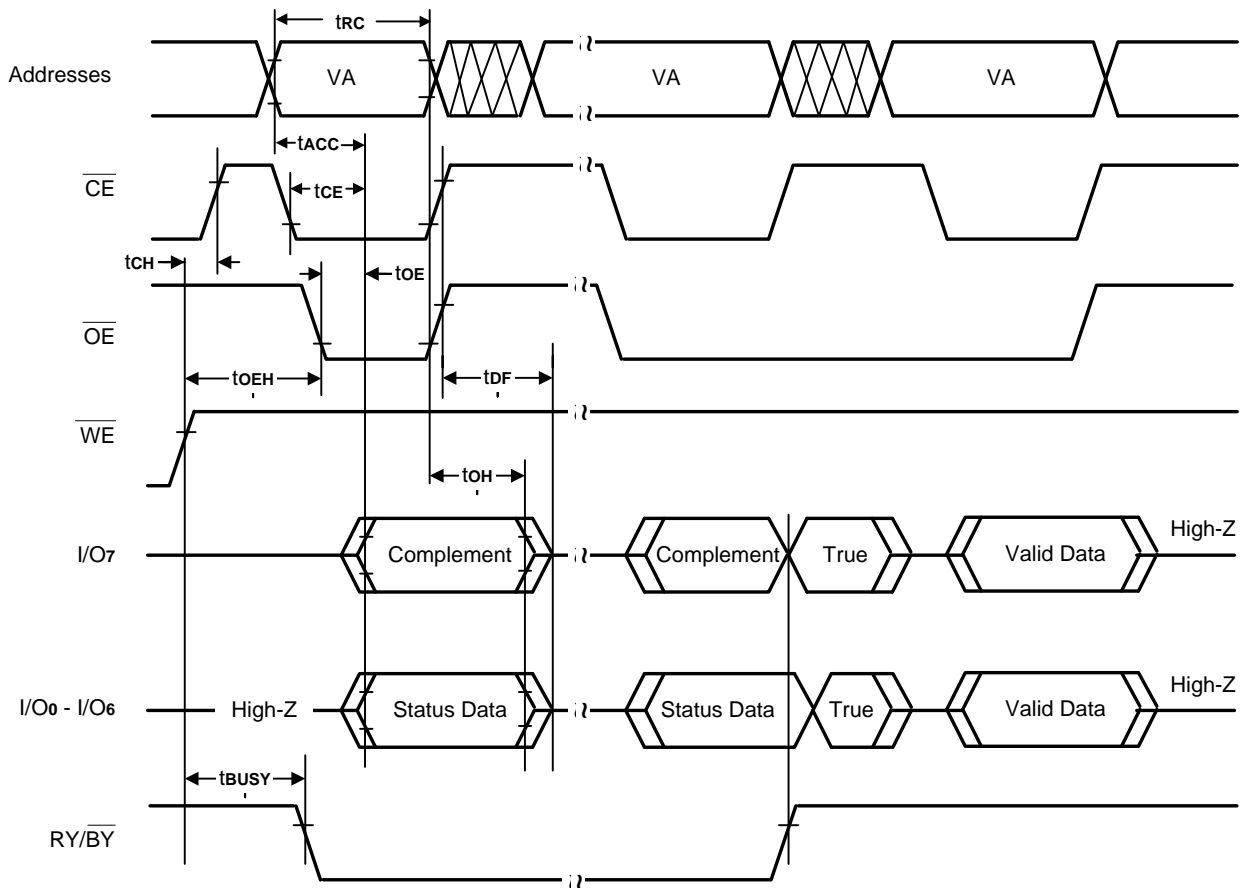 tRC
Addresses VA VA VA
tACC
CE
tCE
tCH
tOE
OE
tOEH tDF
WE
tOH
I/O7 Complement Complement True Valid Data High-Z
I/O0 - I/O6 High-Z Status Data Status Data True Valid Data High-Z
tBUSY
RY/BY